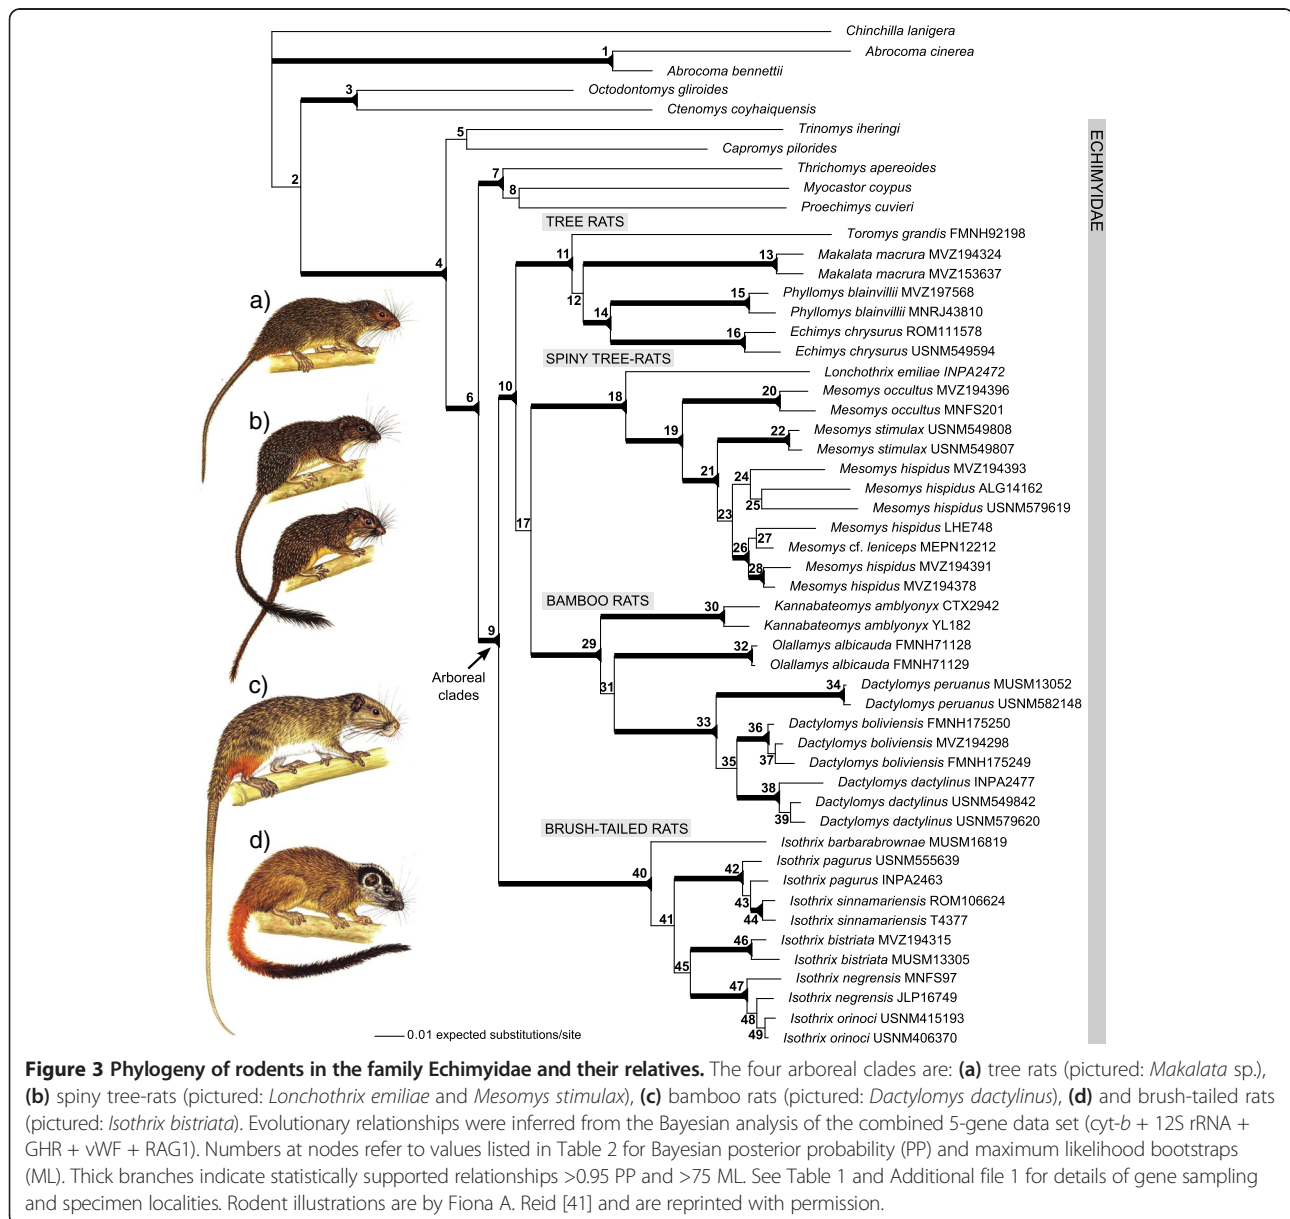 Chinchilla lanigera
1
Abrocoma cinerea
Abrocoma bennettii
3
Octodontomys gliroides
Ctenomys coyhaiquensis
5
Trinomys iheringi
Capromys pilorides
2
7
Thrichomys apereoides
8
Myocastor coypus
Proechimys cuvieri
ECHIMYIDAE
TREE RATS
Toromys grandis FMNH92198
11
13
Makalata macrura MVZ194324
4
Makalata macrura MVZ153637
12
15
Phyllomys blainvillii MVZ197568
a)
14
Phyllomys blainvillii MNRJ43810
16
Echimys chrysurus ROM111578
Echimys chrysurus USNM549594
SPINY TREE-RATS
Lonchothrix emiliae INPA2472
10
6
18
20
Mesomys occultus MVZ194396
Mesomys occultus MNFS201
b)
19
22
Mesomys stimulax USNM549808
Mesomys stimulax USNM549807
21
24
Mesomys hispidus MVZ194393
Mesomys hispidus ALG14162
25
Mesomys hispidus USNM579619
17
23
Mesomys hispidus LHE748
27
26
Mesomys cf. leniceps MEPN12212
28
Mesomys hispidus MVZ194391
Mesomys hispidus MVZ194378
BAMBOO RATS
30
Kannabateomys amblyonyx CTX2942
Kannabateomys amblyonyx YL182
9
29
32
Olallamys albicauda FMNH71128
Olallamys albicauda FMNH71129
Arboreal
clades
31
c)
34
Dactylomys peruanus MUSM13052
Dactylomys peruanus USNM582148
33
36
Dactylomys boliviensis FMNH175250
Dactylomys boliviensis MVZ194298
35
37
Dactylomys boliviensis FMNH175249
38
Dactylomys dactylinus INPA2477
Dactylomys dactylinus USNM549842
39
Dactylomys dactylinus USNM579620
d)
BRUSH-TAILED RATS
Isothrix barbarabrownae MUSM16819
40
42
Isothrix pagurus USNM555639
Isothrix pagurus INPA2463
43
Isothrix sinnamariensis ROM106624
41
44
Isothrix sinnamariensis T4377
46
Isothrix bistriata MVZ194315
45
Isothrix bistriata MUSM13305
47
Isothrix negrensis MNFS97
Isothrix negrensis JLP16749
48
Isothrix orinoci USNM415193
49
Isothrix orinoci USNM406370
0.01 expected substitutions/site
Figure 3 Phylogeny of rodents in the family Echimyidae and their relatives. The four arboreal clades are: (a) tree rats (pictured: Makalata sp.),
(b) spiny tree-rats (pictured: Lonchothrix emiliae and Mesomys stimulax), (c) bamboo rats (pictured: Dactylomys dactylinus), (d) and brush-tailed rats
(pictured: Isothrix bistriata). Evolutionary relationships were inferred from the Bayesian analysis of the combined 5-gene data set (cyt-b + 12S rRNA +
GHR + vWF + RAG1). Numbers at nodes refer to values listed in Table 2 for Bayesian posterior probability (PP) and maximum likelihood bootstraps
(ML). Thick branches indicate statistically supported relationships >0.95 PP and >75 ML. See Table 1 and Additional file 1 for details of gene sampling
and specimen localities. Rodent illustrations are by Fiona A. Reid [41] and are reprinted with permission.